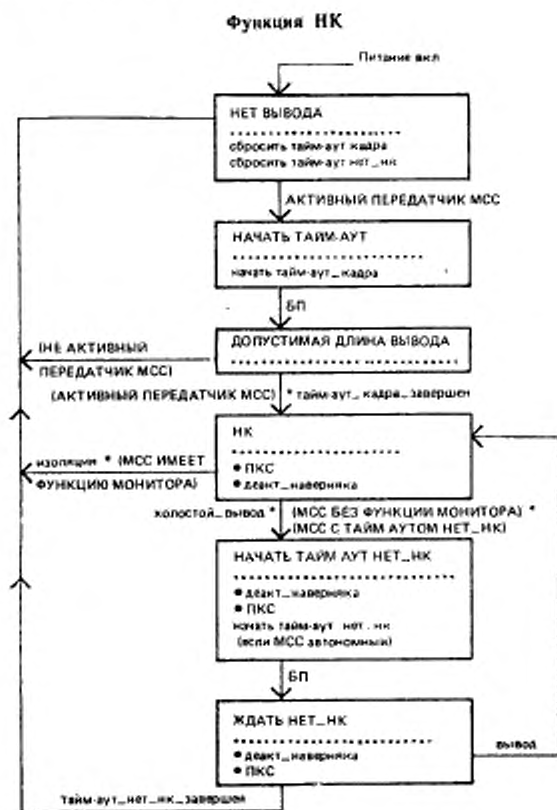 Функция НК
Питание вкл
НЕТ ВЫВОДА
сбросить тайм-аут кадра
сбросить тайм-аут нет_нк
АКТИВНЫЙ ПЕРЕДАТЧИК МСС
НАЧАТЬ ТАЙМ-АУТ
начать тайм-аут_кадра
БП
ДОПУСТИМАЯ ДЛИНА ВЫВОДА
(НЕ АКТИВНЫЙ
ПЕРЕДАТЧИК МСС)
(АКТИВНЫЙ ПЕРЕДАТЧИК МСС) * тайм-аут_кадра_завершен
НК
● ПКС
● деакт_наверняка
изоляции * (МСС ИМЕЕТ
ФУНКЦИЮ МОНИТОРА)
холостой_вывод * (МСС БЕЗ ФУНКЦИИ МОНИТОРА) *
(МСС С ТАЙМ АУТОМ НЕТ_НК)
НАЧАТЬ ТАЙМ АУТ НЕТ_НК
● деакт_наверняка
● ПКС
начать тайм-аут нет_нк
(если МСС автономный)
БП
ЖДАТЬ НЕТ_НК
● деакт_наверняка
● ПКС
вывод
тайм-аут_нет_нк_завершен